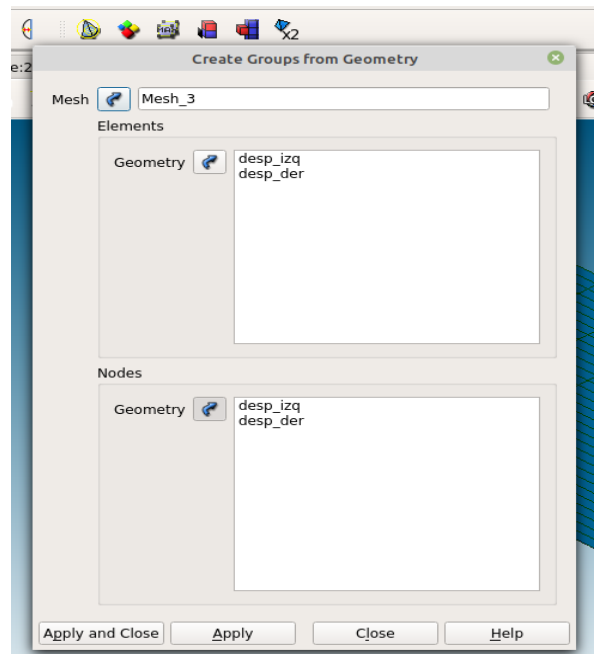 x2
Create Groups from Geometry
e:2
Mesh Mesh_3
Elements
Geometry desp_izq
desp_der
Nodes
Geometry desp_izq
desp_der
Apply and Close Apply Close Help